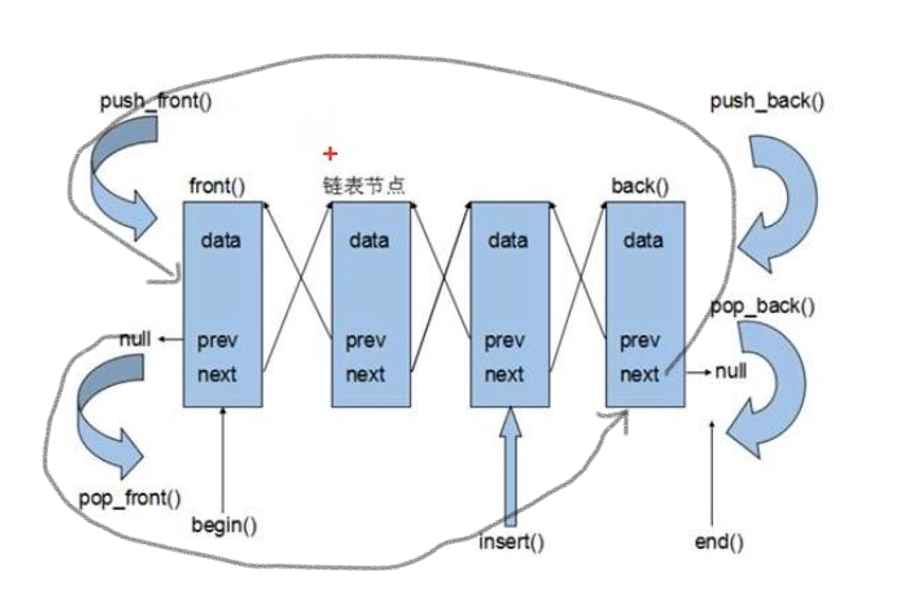 push_front()
push_back()
front()
链表节点
back()
data
data
data
data
pop_back()
null
prev
prev
prev
prev
next
next
next
next
null
pop_front()
begin()
insert()
end()